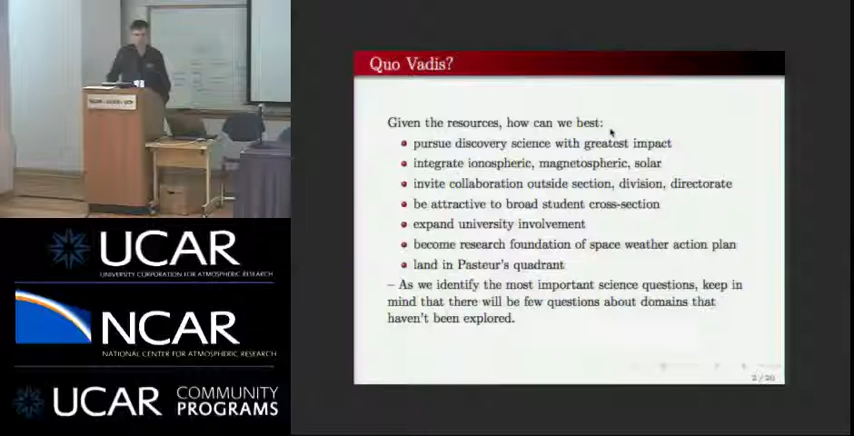 Quo Vadis?
Given the resources, how can we best:
pursue discovery science with greatest impact
integrate ionospheric, magnetospheric, solar
invite collaboration outside section, division, directorate
be attractive to broad student cross-section
expand university involvement
become research foundation of space weather action plan
land in Pasteur's quadrant
– As we identify the most important science questions, keep in
mind that there will be few questions about domains that
haven't been explored.
2 / 20
UCAR
UNIVERSITY CORPORATION FOR ATMOSPHERIC RESEARCH
NCAR
NATIONAL CENTER FOR ATMOSPHERIC RESEARCH
UCAR COMMUNITY
PROGRAMS